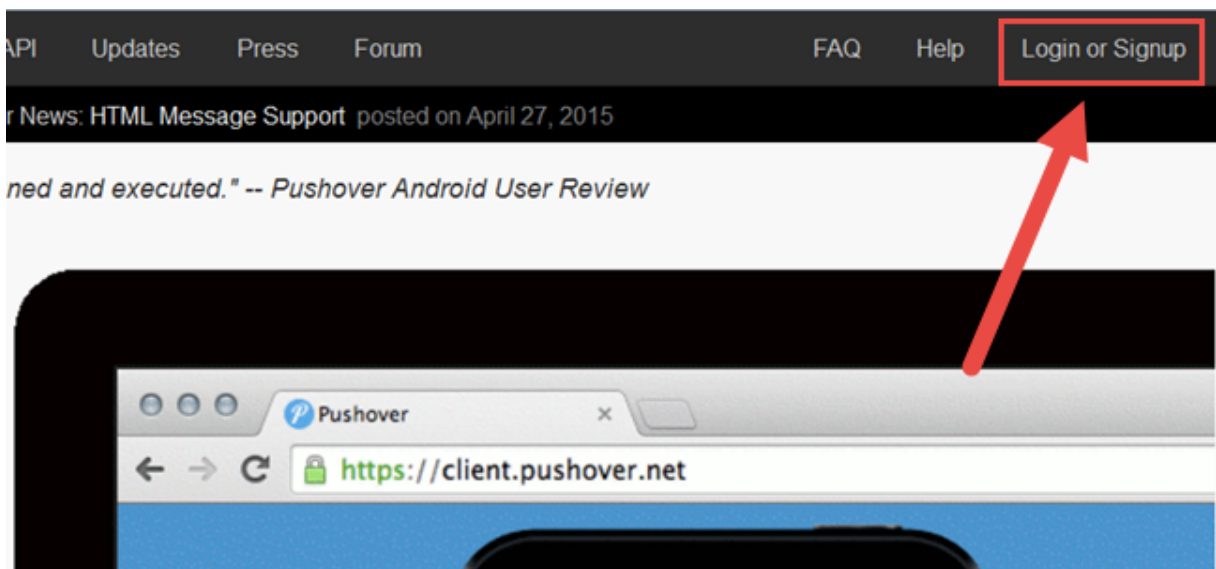 API Updates Press Forum FAQ Help Login or Signup
r News: HTML Message Support posted on April 27, 2015
ned and executed." -- Pushover Android User Review
Pushover
https://client.pushover.net